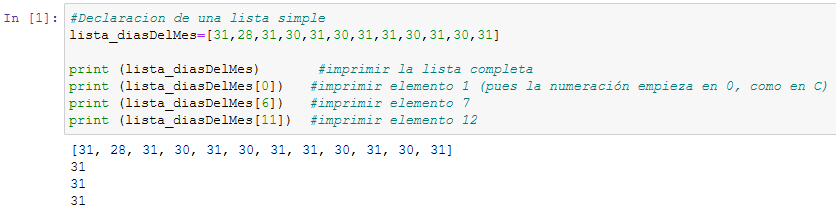 In [1]: #Declaracion de una lista simple
lista_diasDelMes=[31,28,31,30,31,30,31,31,30,31,30,31]
print (lista_diasDelMes) #imprimir la lista completa
print (lista_diasDelMes[0]) #imprimir elemento 1 (pues la numeración empieza en 0, como en C)
print (lista_diasDelMes[6]) #imprimir elemento 7
print (lista_diasDelMes[11]) #imprimir elemento 12
[31, 28, 31, 30, 31, 30, 31, 31, 30, 31, 30, 31]
31
31
31